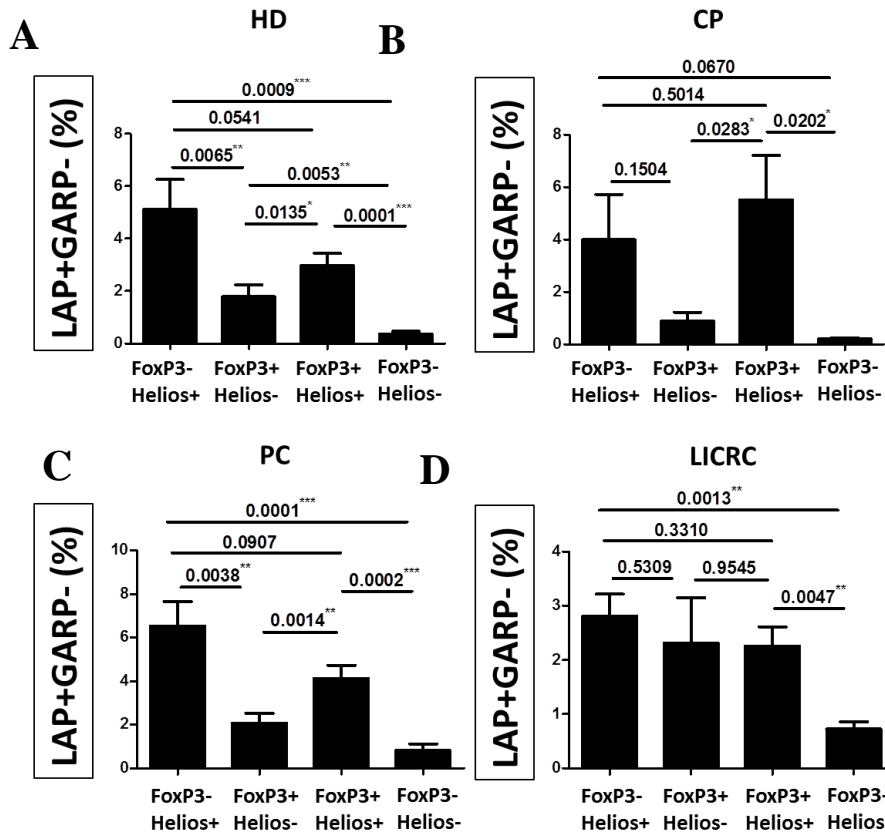 A
HD
LAP+GARP- (%)
0.0009***
0.0541
0.0065**
0.0053**
0.0135*
0.0001***
8
6
4
2
0
FoxP3- FoxP3+ FoxP3+ FoxP3-
Helios+ Helios- Helios+ Helios-
B
CP
LAP+GARP- (%)
0.0670
0.5014
0.0283*
0.0202*
0.1504
8
6
4
2
0
FoxP3- FoxP3+ FoxP3+ FoxP3-
Helios+ Helios- Helios+ Helios-
C
PC
LAP+GARP- (%)
0.0001***
0.0907
0.0038**
0.0002***
0.0014**
10
8
6
4
2
0
FoxP3- FoxP3+ FoxP3+ FoxP3-
Helios+ Helios- Helios+ Helios-
D
LICRC
LAP+GARP- (%)
0.0013**
0.3310
0.5309
0.9545
0.0047**
4
3
2
1
0
FoxP3- FoxP3+ FoxP3+ FoxP3-
Helios+ Helios- Helios+ Helios-